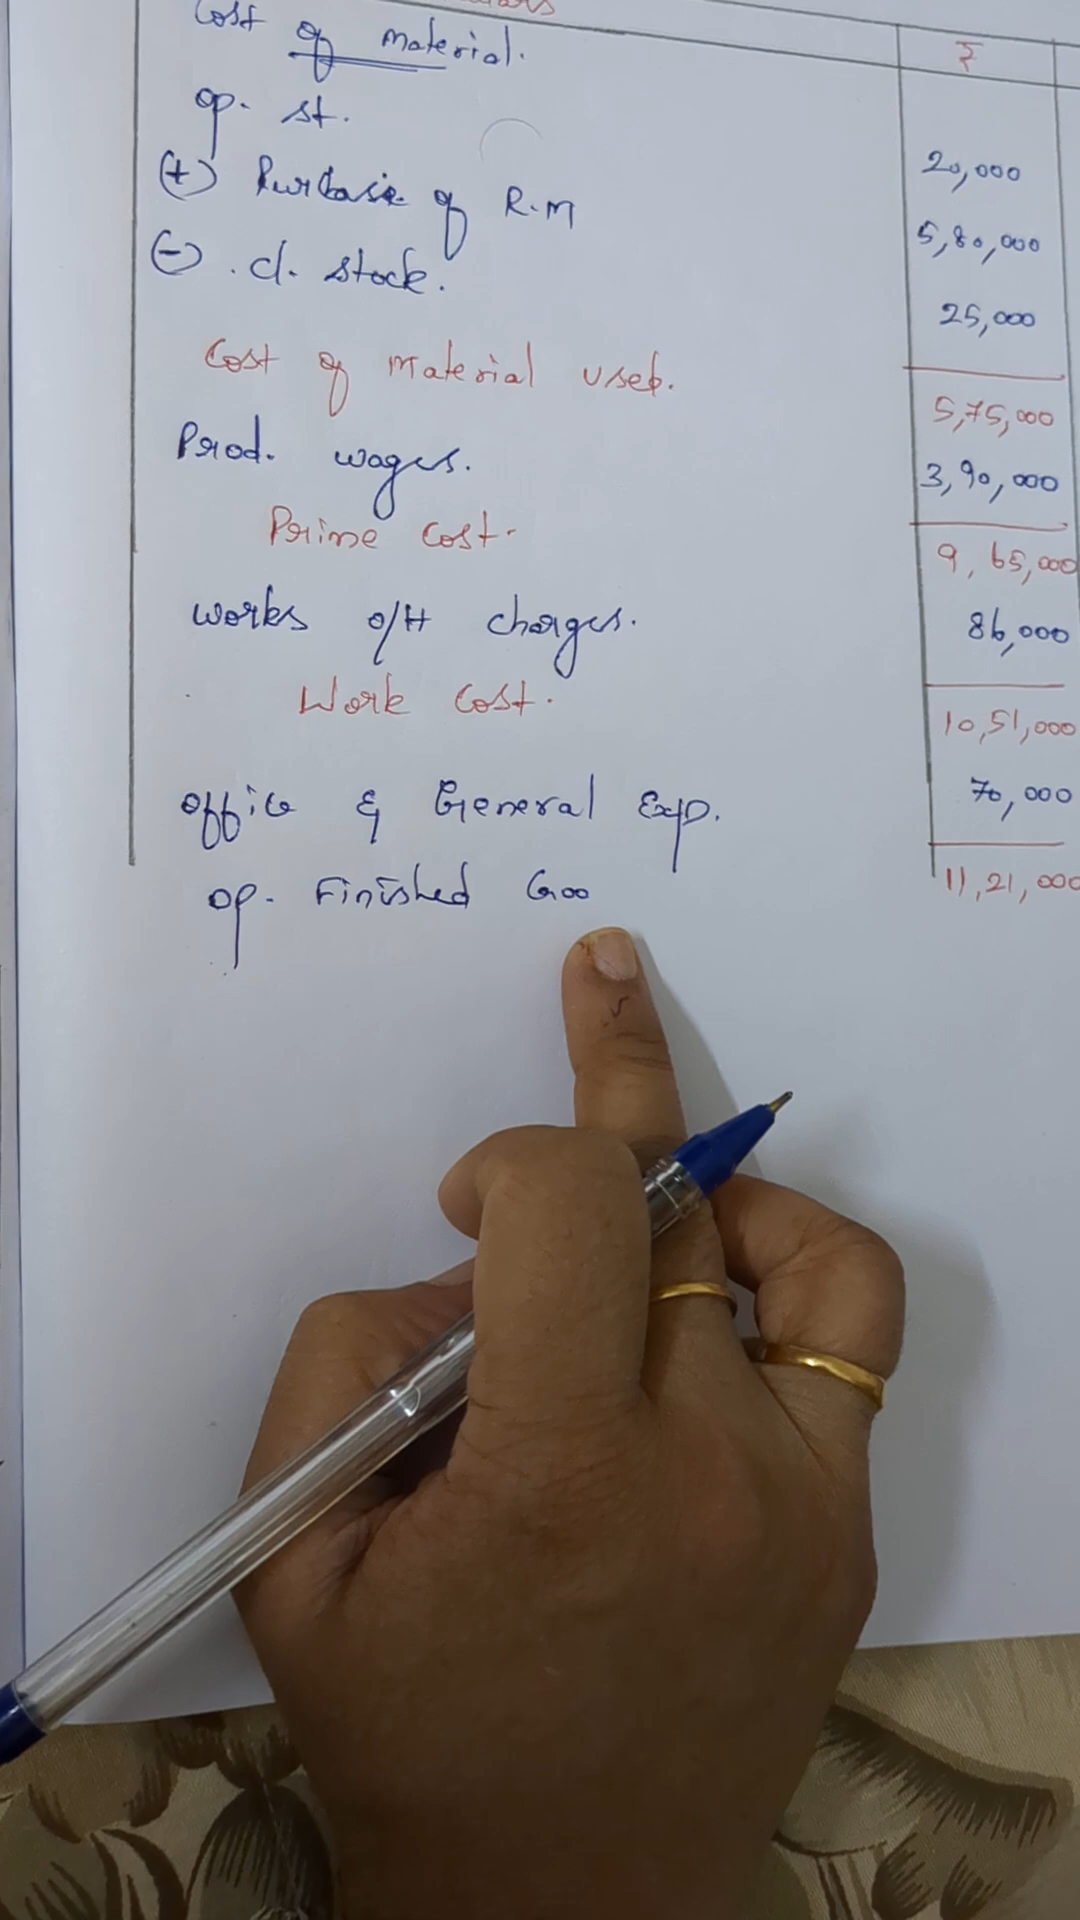 ₹
Cost of material.
op. st. 20,000
(+) Purchase of R.M 5,80,000
(-) . cl. stock. 25,000
Cost of material used. 5,75,000
Prod. wages. 3,90,000
Prime Cost. 9,65,000
works o/H charges. 86,000
Work Cost. 10,51,000
office & General Exp. 70,000
11,21,000
op. Finished Goo